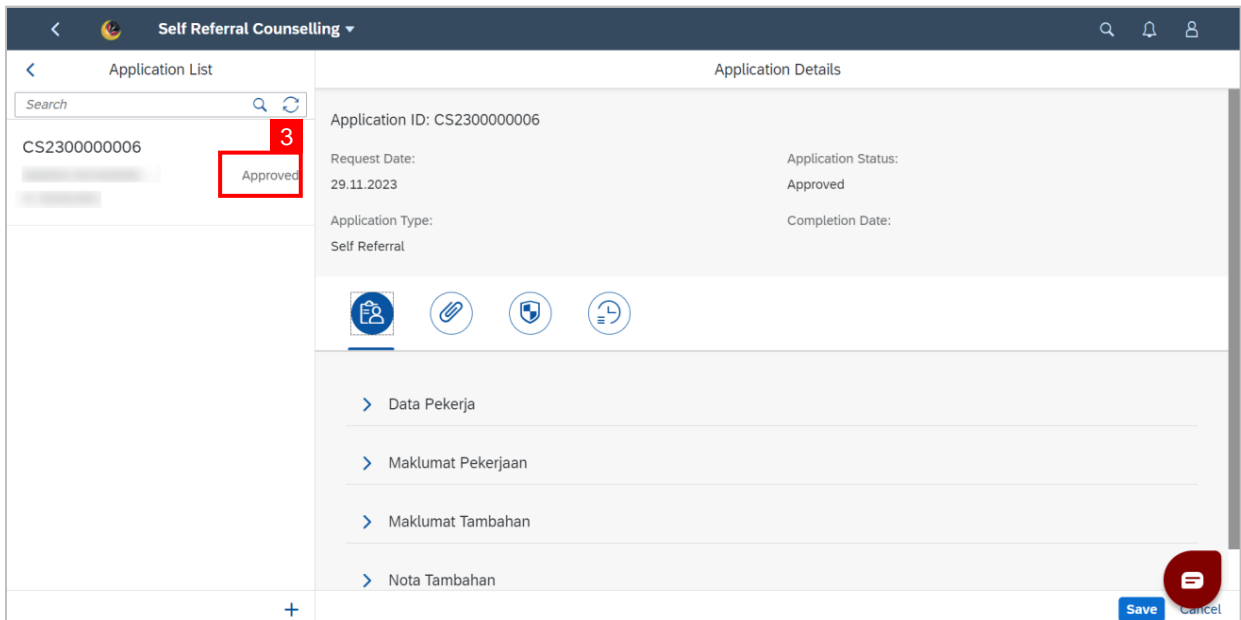 Self Referral Counselling
Application List
Application Details
Search
3
CS2300000006
Approved
Application ID: CS2300000006
Request Date:
Application Status:
29.11.2023
Approved
Application Type:
Completion Date:
Self Referral
Data Pekerja
Maklumat Pekerjaan
Maklumat Tambahan
Nota Tambahan
Save
Cancel